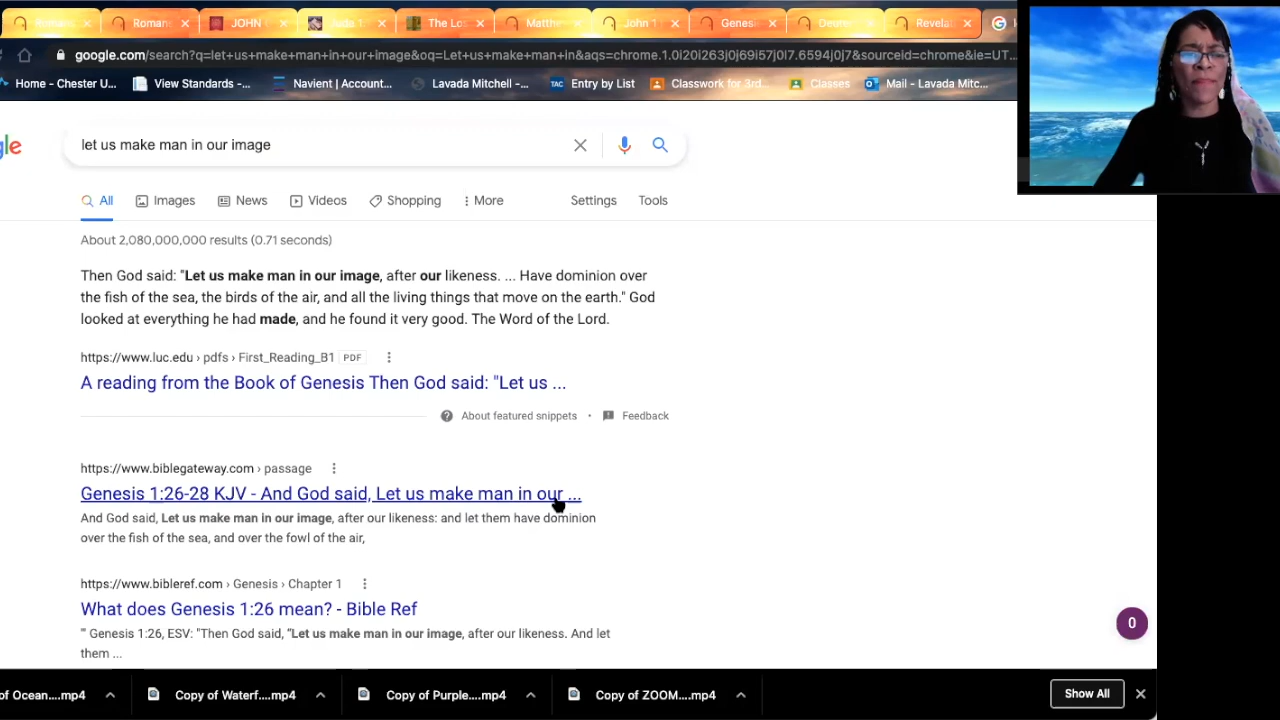 Romans
Romans
JOHN
Jude 1:
The Los
Matthe
John 1
Genesi
Deuter
Revela
google.com/search?q=let+us+make+man+in+our+image&oq=Let+us+make+man+in&aqs=chrome.1.0i20i263j0j69i57j0l7.6594j0j7&sourceid=chrome&ie=UT...
Home - Chester U...
View Standards -...
Navient | Account...
Lavada Mitchell -...
TAC Entry by List
Classwork for 3rd...
Classes
Mail - Lavada Mitc...
gle
let us make man in our image
All
Images
News
Videos
Shopping
More
Settings
Tools
About 2,080,000,000 results (0.71 seconds)
Then God said: "Let us make man in our image, after our likeness. ... Have dominion over
the fish of the sea, the birds of the air, and all the living things that move on the earth." God
looked at everything he had made, and he found it very good. The Word of the Lord.
https://www.luc.edu › pdfs › First_Reading_B1 PDF
A reading from the Book of Genesis Then God said: "Let us ...
About featured snippets • Feedback
https://www.biblegateway.com › passage
Genesis 1:26-28 KJV - And God said, Let us make man in our ...
And God said, Let us make man in our image, after our likeness: and let them have dominion
over the fish of the sea, and over the fowl of the air,
https://www.bibleref.com › Genesis › Chapter 1
What does Genesis 1:26 mean? - Bible Ref
"' Genesis 1:26, ESV: "Then God said, “Let us make man in our image, after our likeness. And let
them ...
0
of Ocean....mp4
Copy of Waterf....mp4
Copy of Purple....mp4
Copy of ZOOM....mp4
Show All